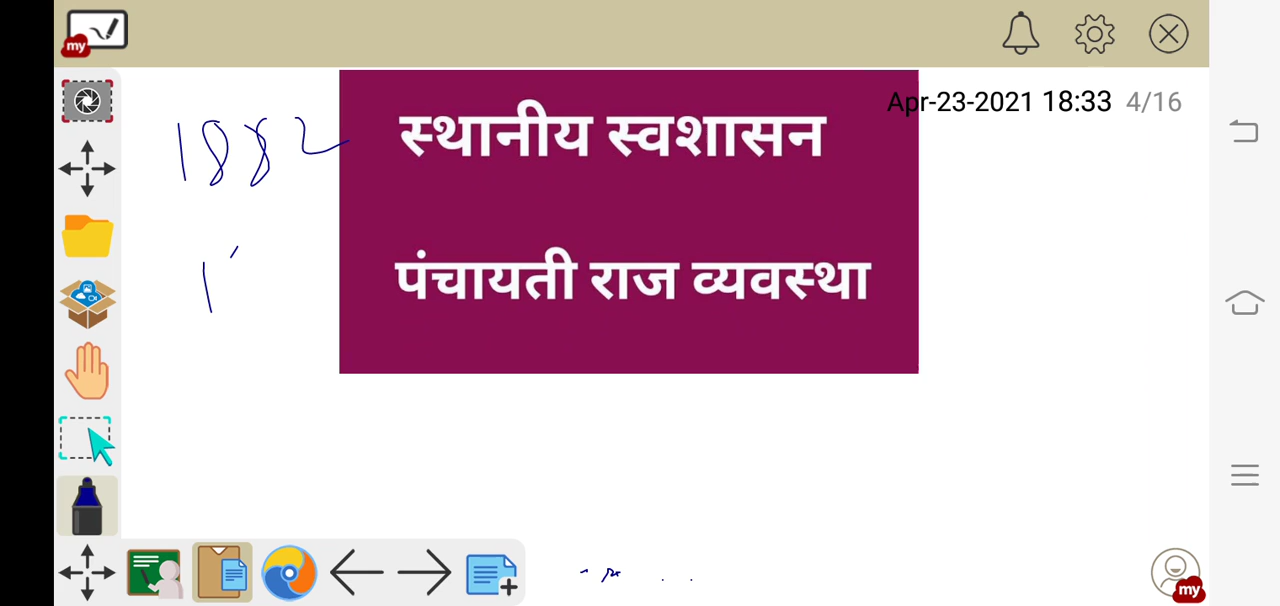 my
Apr-23-2021 18:33 4/16
1882
स्थानीय स्वशासन
पंचायती राज व्यवस्था
my